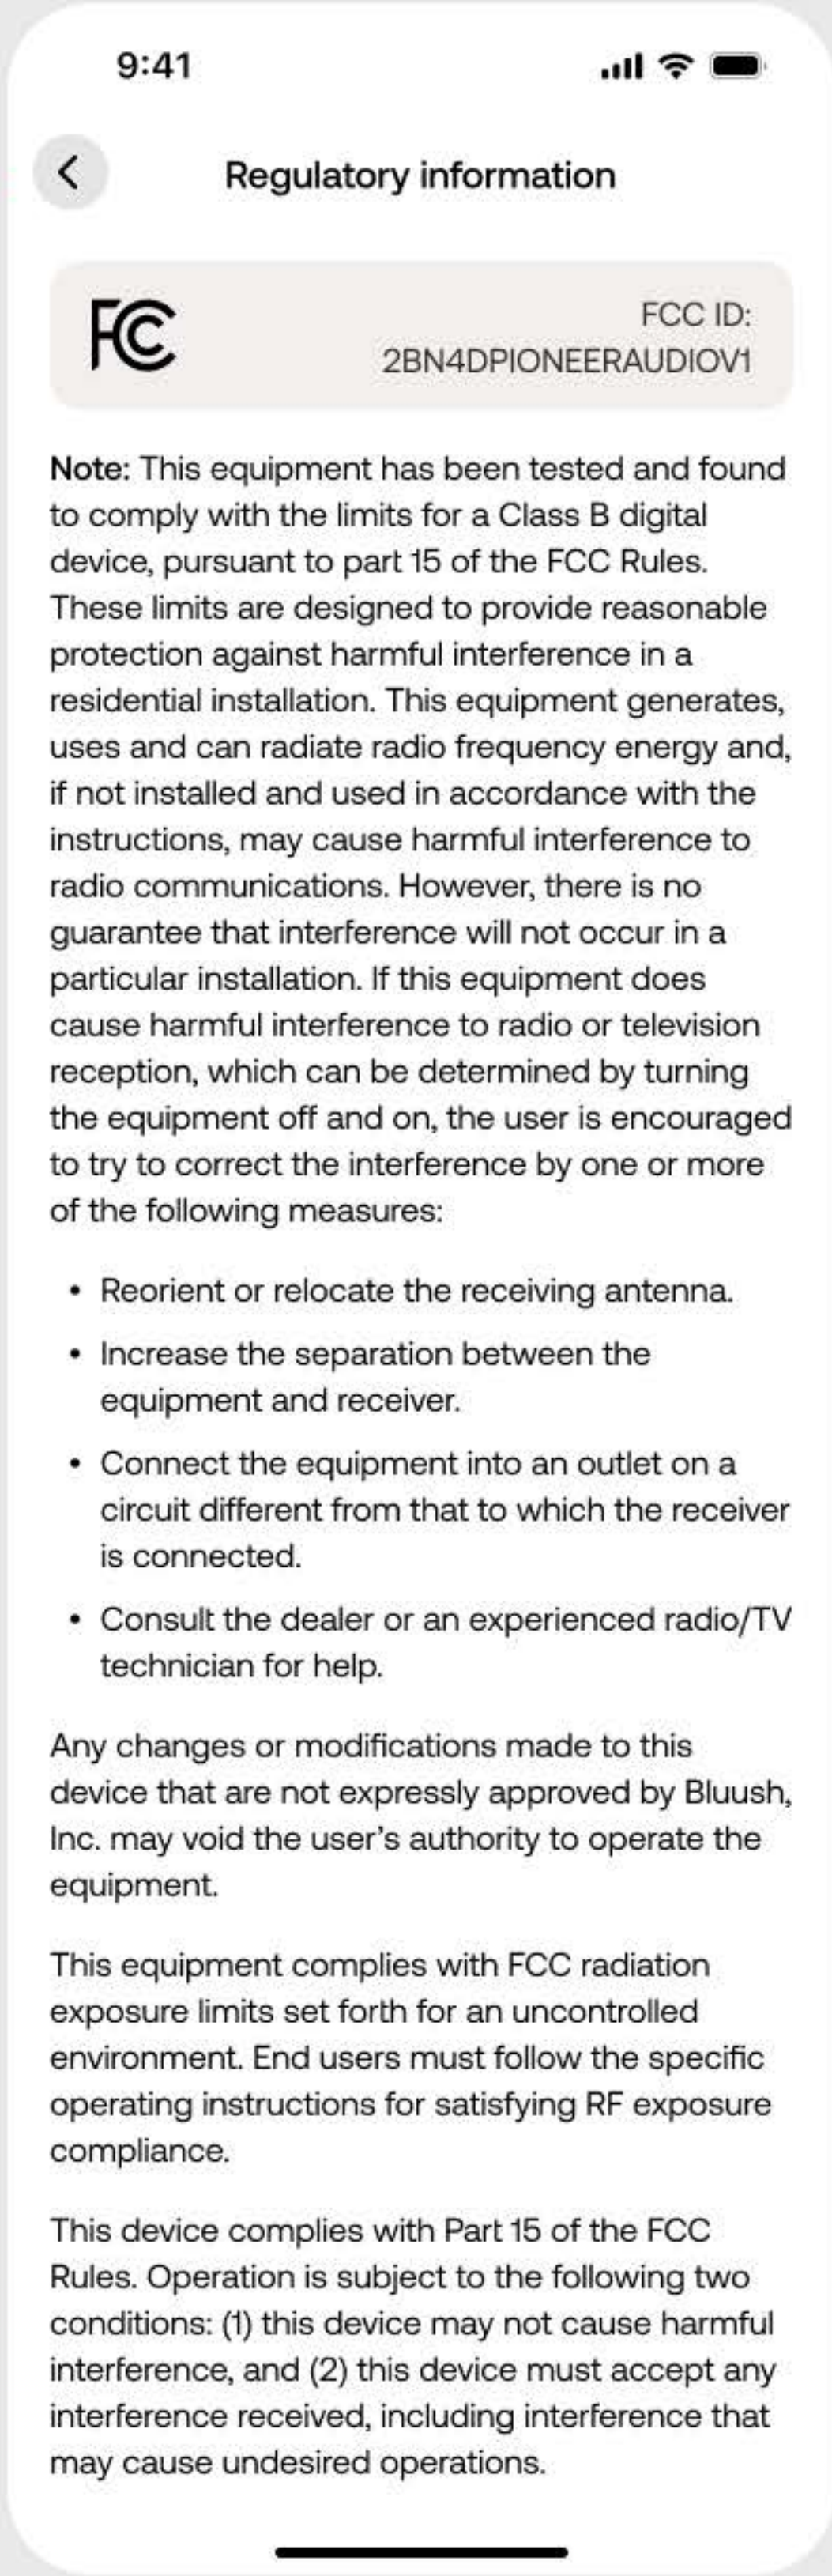 9:41
Regulatory information
FC
FCC ID:
2BN4DPIONEERAUDIOV1
Note: This equipment has been tested and found
to comply with the limits for a Class B digital
device, pursuant to part 15 of the FCC Rules.
These limits are designed to provide reasonable
protection against harmful interference in a
residential installation. This equipment generates,
uses and can radiate radio frequency energy and,
if not installed and used in accordance with the
instructions, may cause harmful interference to
radio communications. However, there is no
guarantee that interference will not occur in a
particular installation. If this equipment does
cause harmful interference to radio or television
reception, which can be determined by turning
the equipment off and on, the user is encouraged
to try to correct the interference by one or more
of the following measures:
• Reorient or relocate the receiving antenna.
• Increase the separation between the
equipment and receiver.
• Connect the equipment into an outlet on a
circuit different from that to which the receiver
is connected.
• Consult the dealer or an experienced radio/TV
technician for help.
Any changes or modifications made to this
device that are not expressly approved by Bluush,
Inc. may void the user’s authority to operate the
equipment.
This equipment complies with FCC radiation
exposure limits set forth for an uncontrolled
environment. End users must follow the specific
operating instructions for satisfying RF exposure
compliance.
This device complies with Part 15 of the FCC
Rules. Operation is subject to the following two
conditions: (1) this device may not cause harmful
interference, and (2) this device must accept any
interference received, including interference that
may cause undesired operations.